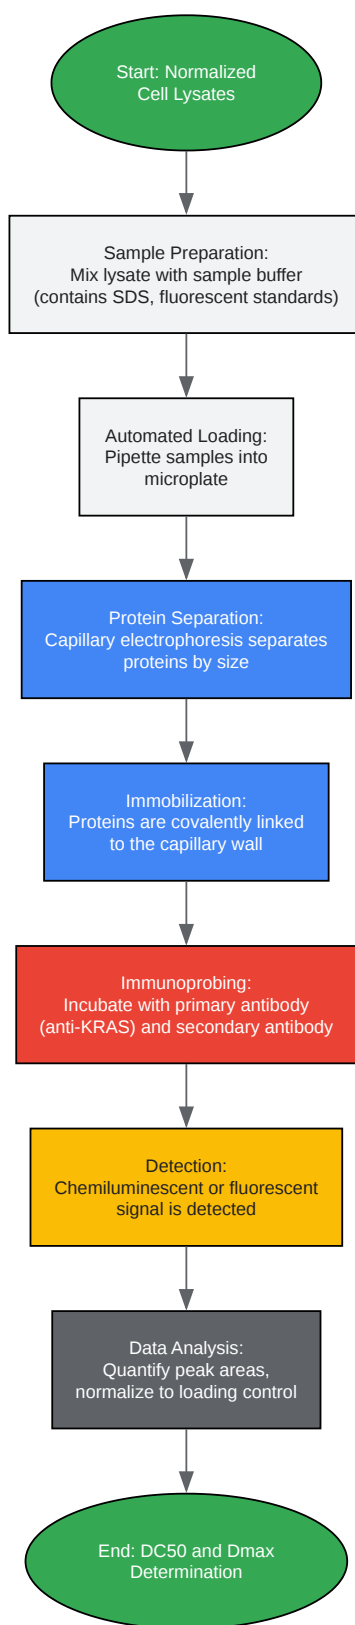 Start: Normalized
Cell Lysates
Sample Preparation:
Mix lysate with sample buffer
(contains SDS, fluorescent standards)
Automated Loading:
Pipette samples into
microplate
Protein Separation:
Capillary electrophoresis separates
proteins by size
Immobilization:
Proteins are covalently linked
to the capillary wall
Immunoprobing:
Incubate with primary antibody
(anti-KRAS) and secondary antibody
Detection:
Chemiluminescent or fluorescent
signal is detected
Data Analysis:
Quantify peak areas,
normalize to loading control
End: DC50 and Dmax
Determination